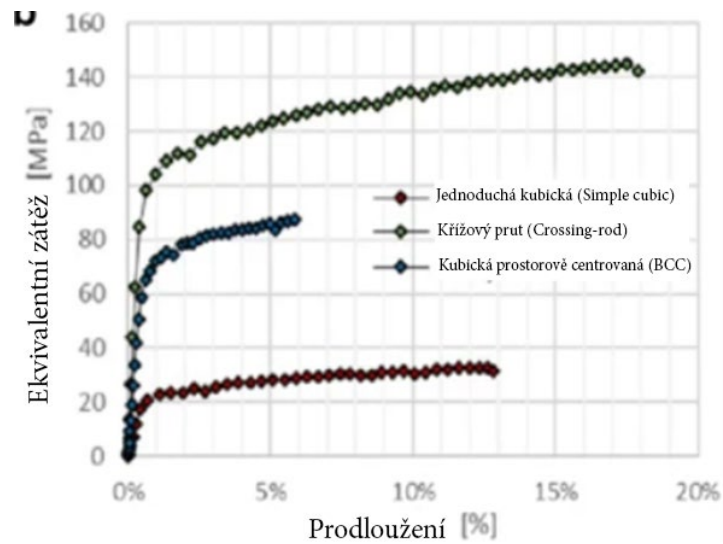 b
160
140
120
100
80
60
40
20
0
Ekvivalentní zátěž [MPa]
Jednoduchá kubická (Simple cubic)
Křížový prut (Crossing-rod)
Kubická prostorově centrovaná (BCC)
0% 5% 10% 15% 20%
Prodloužení [%]